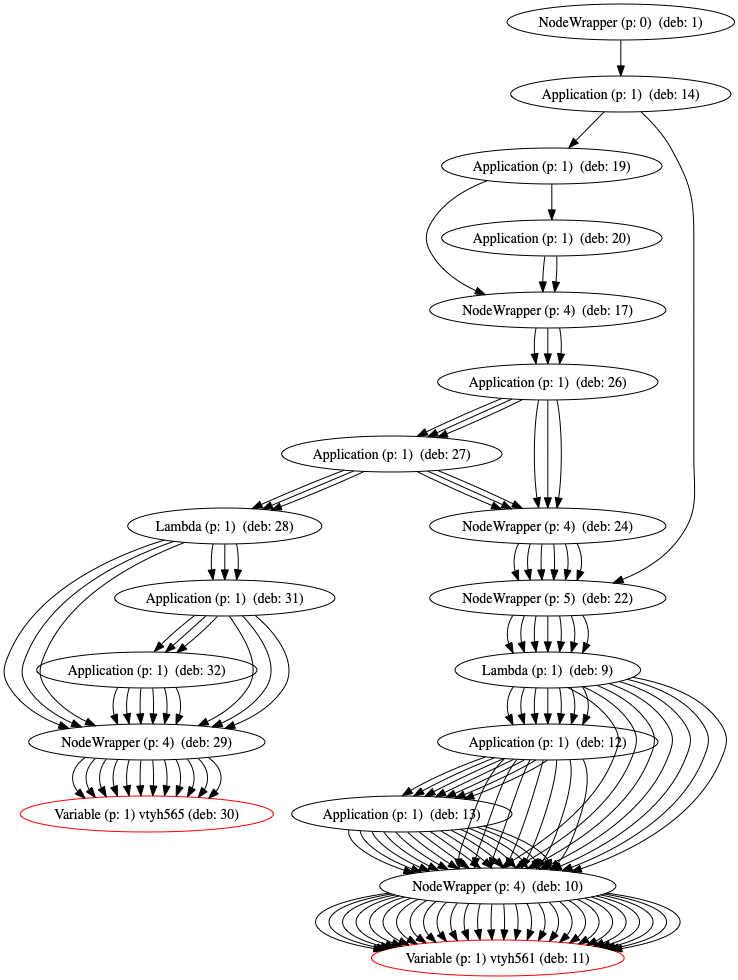 NodeWrapper (p: 0)  (deb: 1)
Application (p: 1)  (deb: 14)
Application (p: 1)  (deb: 19)
Application (p: 1)  (deb: 20)
NodeWrapper (p: 4)  (deb: 17)
Application (p: 1)  (deb: 26)
Application (p: 1)  (deb: 27)
Lambda (p: 1)  (deb: 28)
NodeWrapper (p: 4)  (deb: 24)
Application (p: 1)  (deb: 31)
NodeWrapper (p: 5)  (deb: 22)
Application (p: 1)  (deb: 32)
Lambda (p: 1)  (deb: 9)
NodeWrapper (p: 4)  (deb: 29)
Application (p: 1)  (deb: 12)
Variable (p: 1) vtyh565 (deb: 30)
Application (p: 1)  (deb: 13)
NodeWrapper (p: 4)  (deb: 10)
Variable (p: 1) vtyh561 (deb: 11)